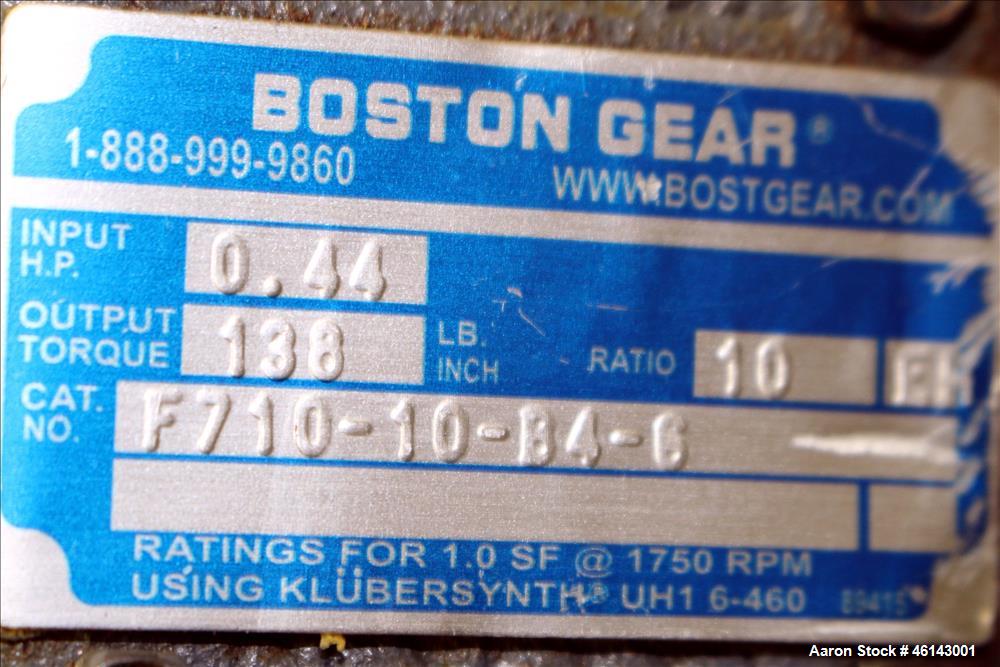 BOSTON GEAR®
1-888-999-9860
WWW.BOSTGEAR.COM
INPUT H.P. 0.44
OUTPUT TORQUE 138 LB. INCH RATIO 10 EH
CAT. NO. F710-10-B4-G
RATINGS FOR 1.0 SF @ 1750 RPM
USING KLÜBERSYNTH® UH1 6-460
Aaron Stock # 46143001